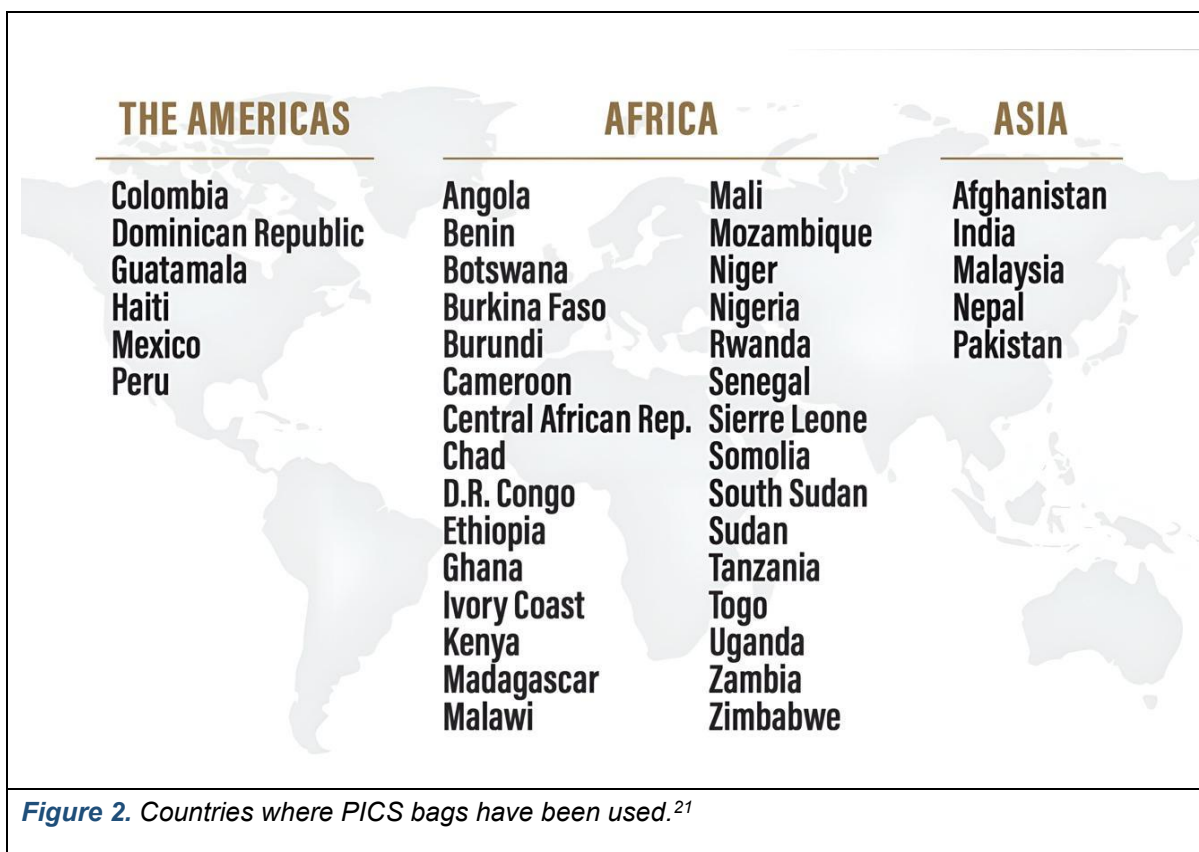 THE AMERICAS
Colombia
Dominican Republic
Guatamala
Haiti
Mexico
Peru
AFRICA
Angola
Benin
Botswana
Burkina Faso
Burundi
Cameroon
Central African Rep.
Chad
D.R. Congo
Ethiopia
Ghana
Ivory Coast
Kenya
Madagascar
Malawi
Mali
Mozambique
Niger
Nigeria
Rwanda
Senegal
Sierre Leone
Somolia
South Sudan
Sudan
Tanzania
Togo
Uganda
Zambia
Zimbabwe
ASIA
Afghanistan
India
Malaysia
Nepal
Pakistan
Figure 2. Countries where PICS bags have been used.21